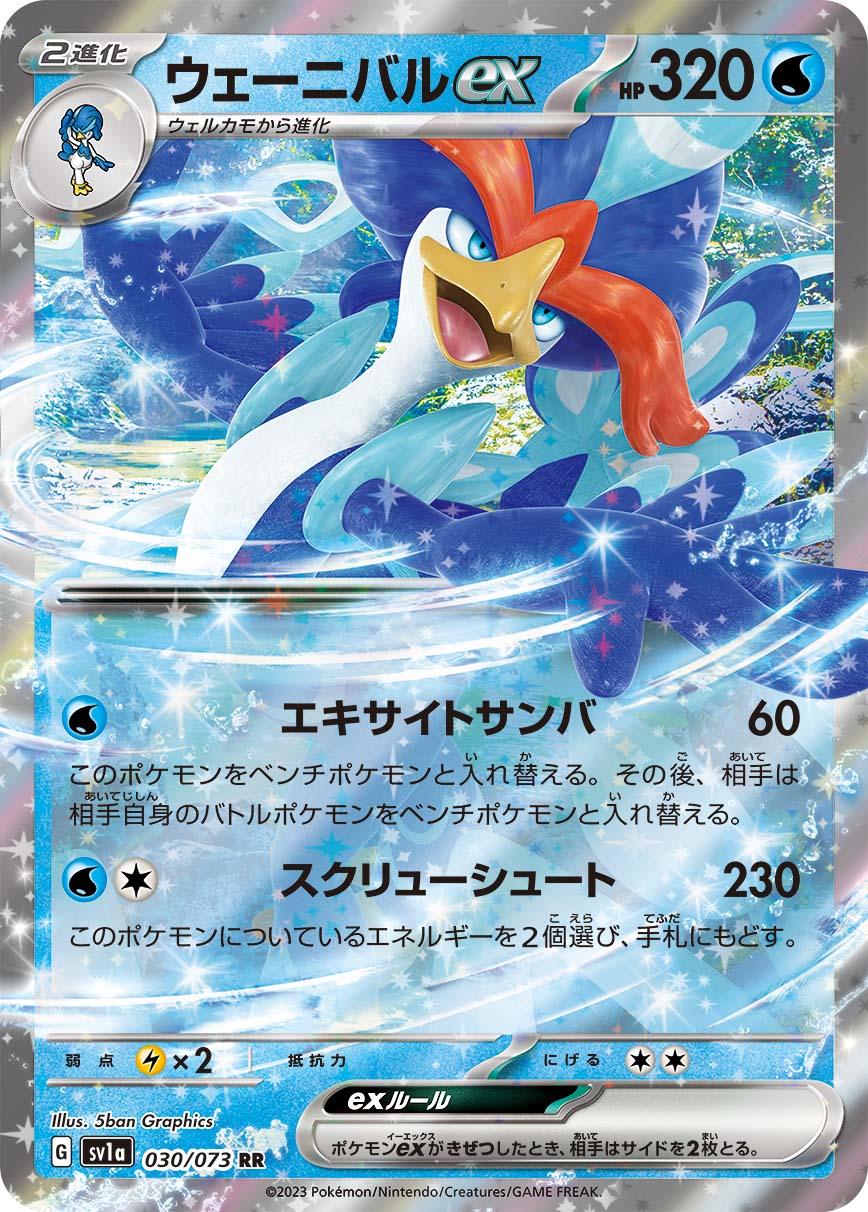 2進化
ウェーニバルex HP320
ウェルカモから進化
エキサイトサンバ 60
このポケモンをベンチポケモンと入れ替える。その後、相手は
相手自身のバトルポケモンをベンチポケモンと入れ替える。
スクリューシュート 230
このポケモンについているエネルギーを2個選び、手札にもどす。
弱点 ×2 抵抗力 にげる
exルール
ポケモンexがきぜつしたとき、相手はサイドを2枚とる。
Illus. 5ban Graphics
G sv1a 030/073 RR
©2023 Pokémon/Nintendo/Creatures/GAME FREAK.